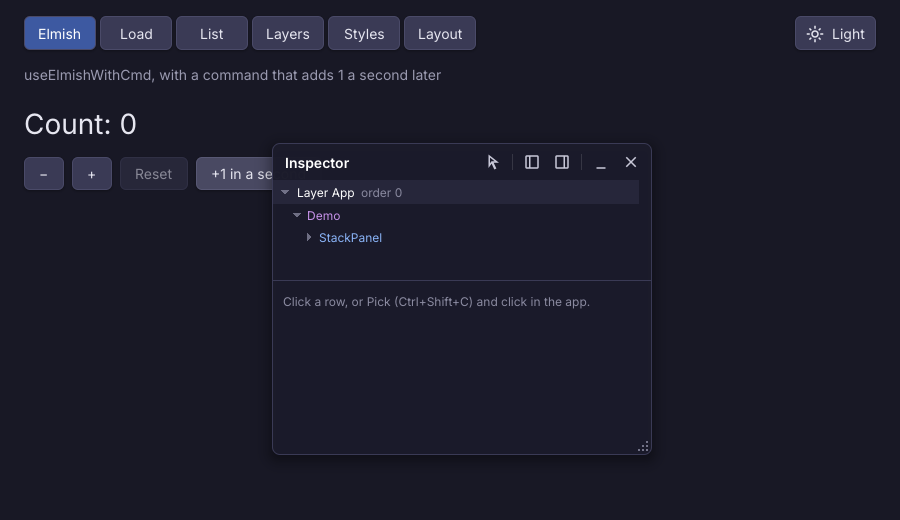 Elmish Load List Layers Styles Layout Light
useElmishWithCmd, with a command that adds 1 a second later
Count: 0
− + Reset +1 in a se
Inspector
Layer App order 0
Demo
StackPanel
Click a row, or Pick (Ctrl+Shift+C) and click in the app.